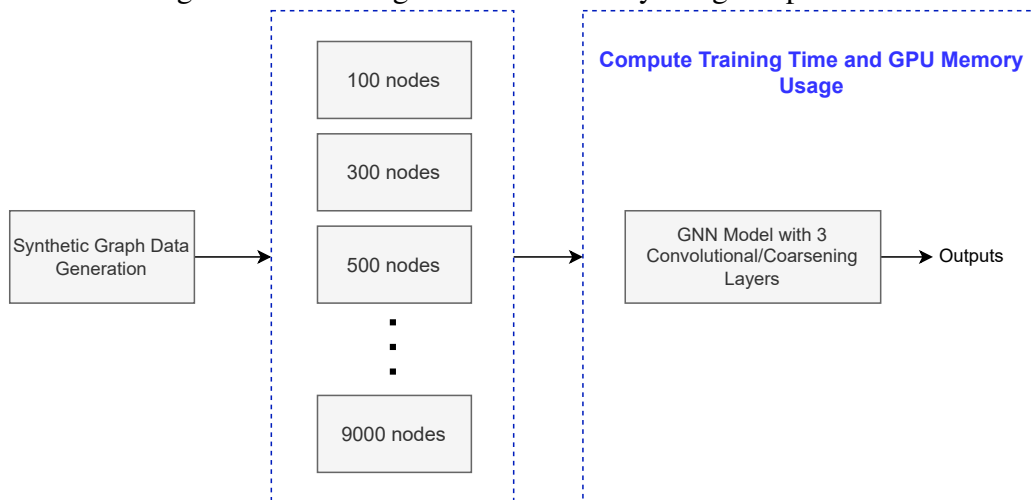 100 nodes
300 nodes
500 nodes
9000 nodes
Synthetic Graph Data
Generation
Compute Training Time and GPU Memory
Usage
GNN Model with 3
Convolutional/Coarsening
Layers
Outputs